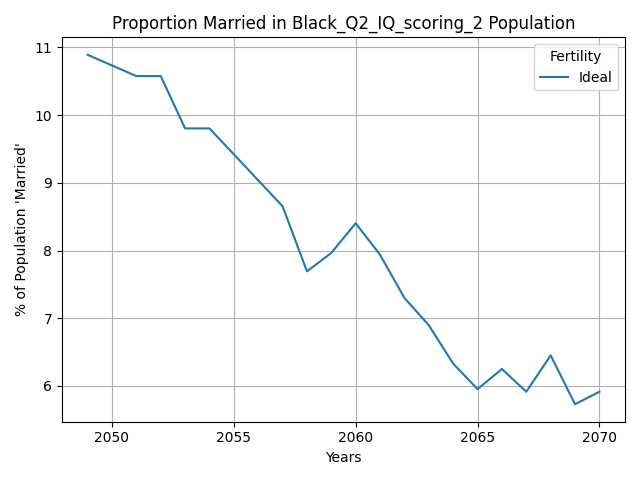 Proportion Married in Black_Q2_IQ_scoring_2 Population
% of Population 'Married'
11
10
9
8
7
6
Fertility
Ideal
2050 2055 2060 2065 2070
Years